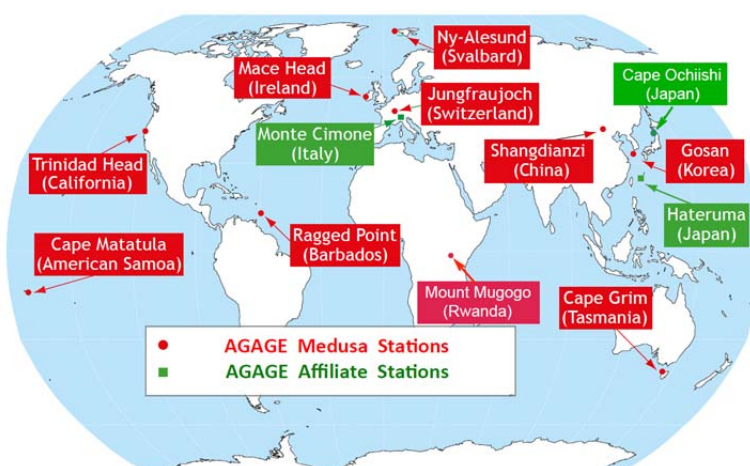 Ny-Alesund
(Svalbard)
Mace Head
(Ireland)
Jungfraujoch
(Switzerland)
Cape Ochiishi
(Japan)
Monte Cimone
(Italy)
Trinidad Head
(California)
Shangdianzi
(China)
Gosan
(Korea)
Hateruma
(Japan)
Cape Matatula
(American Samoa)
Ragged Point
(Barbados)
Mount Mugogo
(Rwanda)
Cape Grim
(Tasmania)
AGAGE Medusa Stations
AGAGE Affiliate Stations